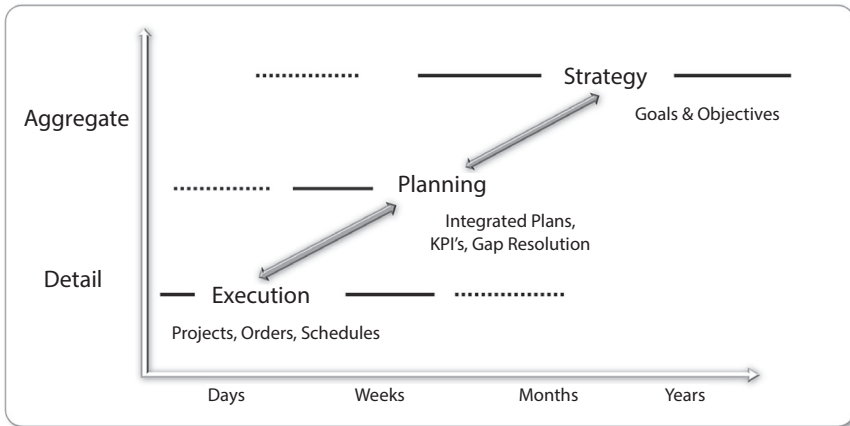 Strategy
Aggregate
Goals & Objectives
Planning
Integrated Plans,
KPI's, Gap Resolution
Detail
Execution
Projects, Orders, Schedules
Days Weeks Months Years